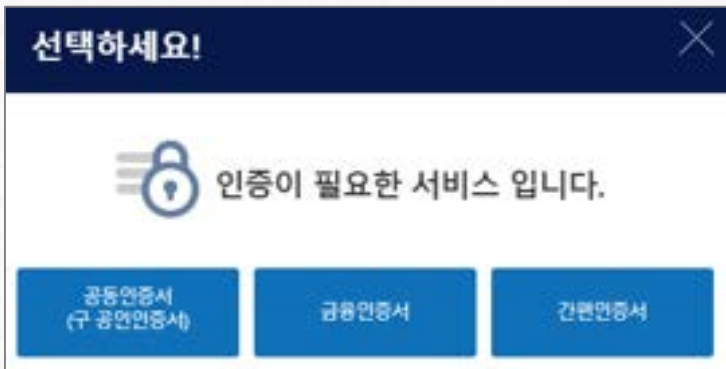 선택하세요!
인증이 필요한 서비스 입니다.
공동인증서
(구 공인인증서)
금융인증서
간편인증서